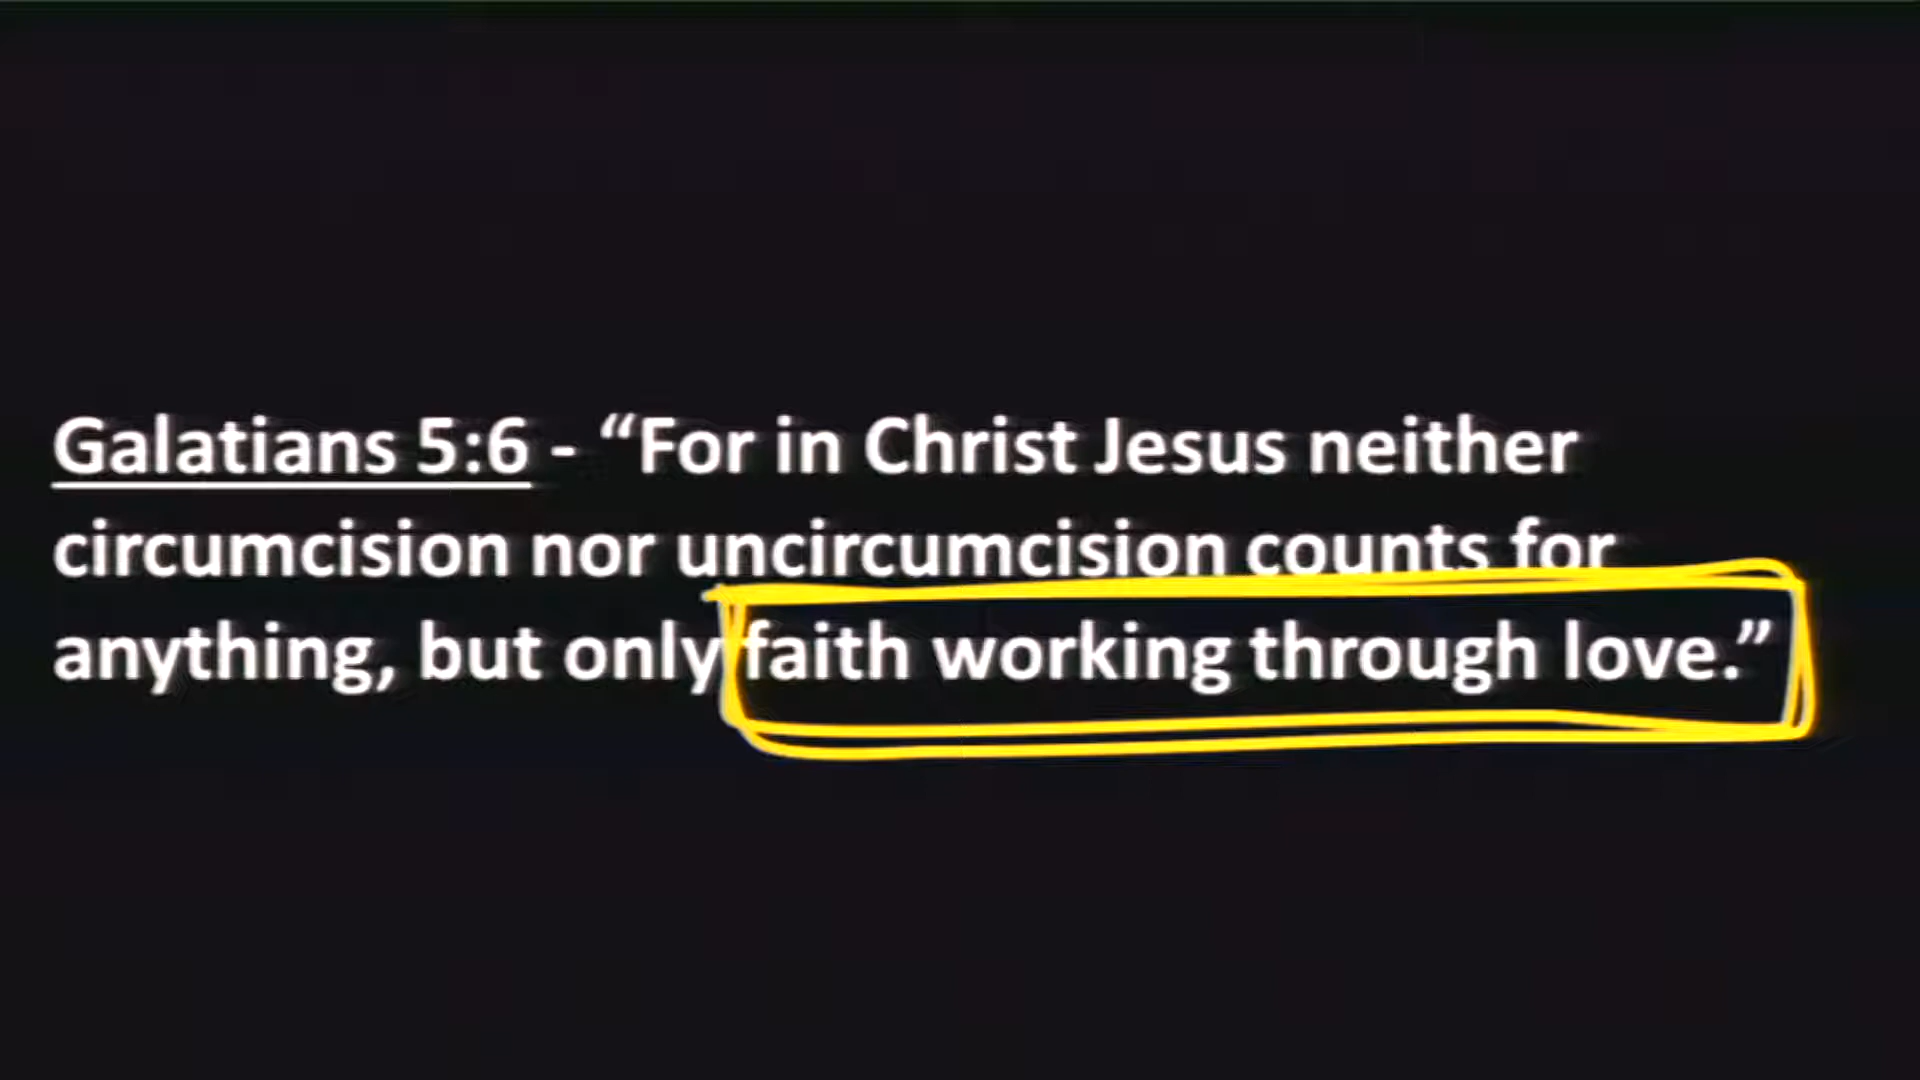 Galatians 5:6 - “For in Christ Jesus neither
circumcision nor uncircumcision counts for
anything, but only faith working through love.”